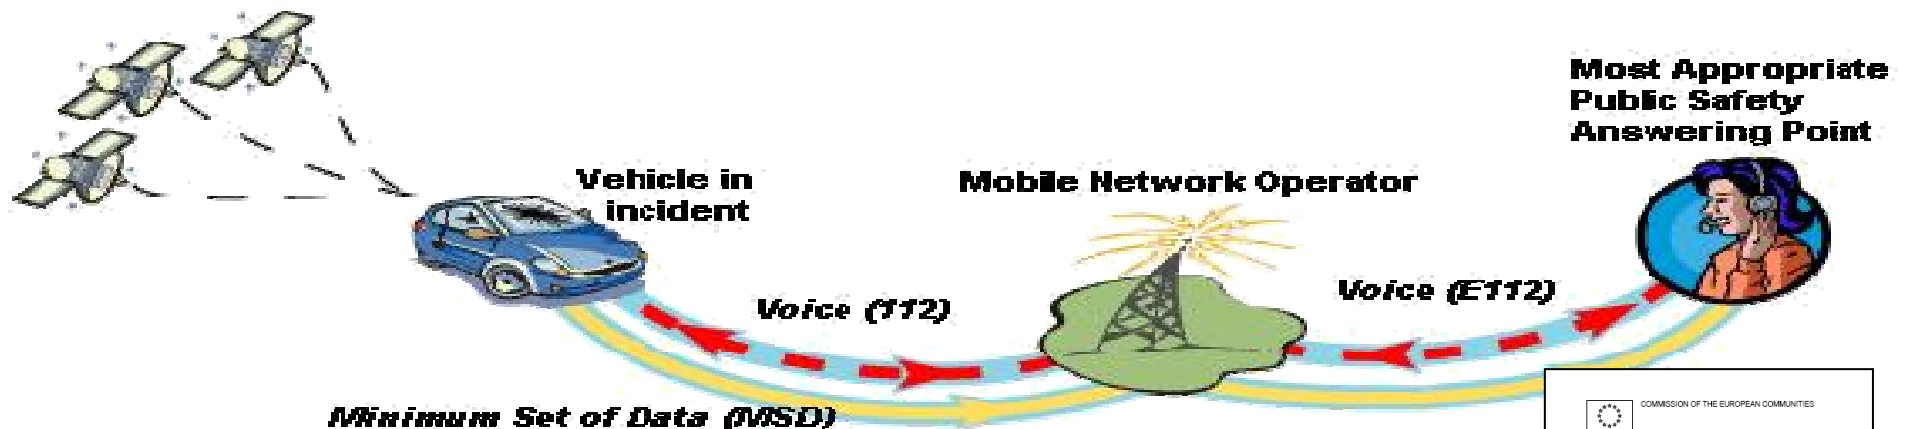 Most Appropriate
Public Safety
Answering Point
Vehicle in
incident
Mobile Network Operator
Voice (112)
Voice (E112)
Minimum Set of Data (MSD)
COMMISSION OF THE EUROPEAN COMMUNITIES